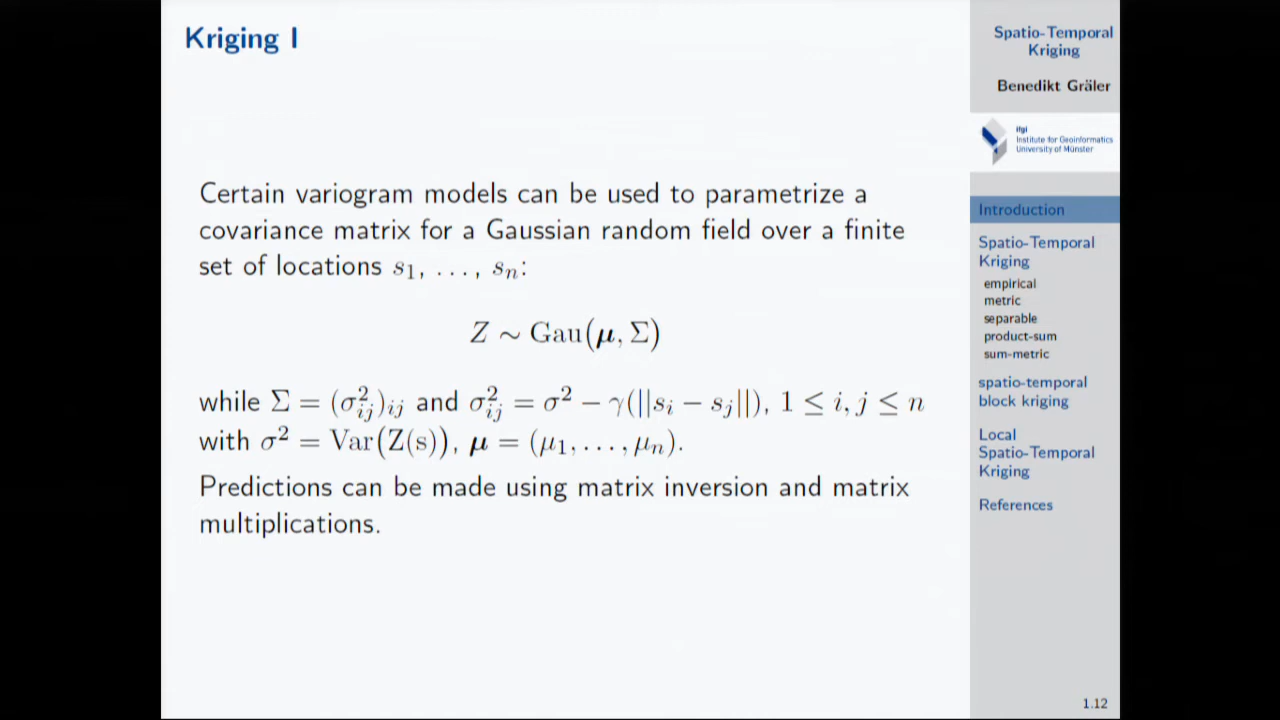 Kriging I
Certain variogram models can be used to parametrize a
covariance matrix for a Gaussian random field over a finite
set of locations s₁, . . . , sₙ:
Z ∼ Gau(μ, Σ)
while Σ = (σ²ᵢⱼ)ᵢⱼ and σ²ᵢⱼ = σ² − γ(||sᵢ − sⱼ||), 1 ≤ i, j ≤ n
with σ² = Var(Z(s)), μ = (μ₁, . . . , μₙ).
Predictions can be made using matrix inversion and matrix
multiplications.
Spatio-Temporal
Kriging
Benedikt Gräler
ifgi
Institute for Geoinformatics
University of Münster
Introduction
Spatio-Temporal
Kriging
empirical
metric
separable
product-sum
sum-metric
spatio-temporal
block kriging
Local
Spatio-Temporal
Kriging
References
1.12